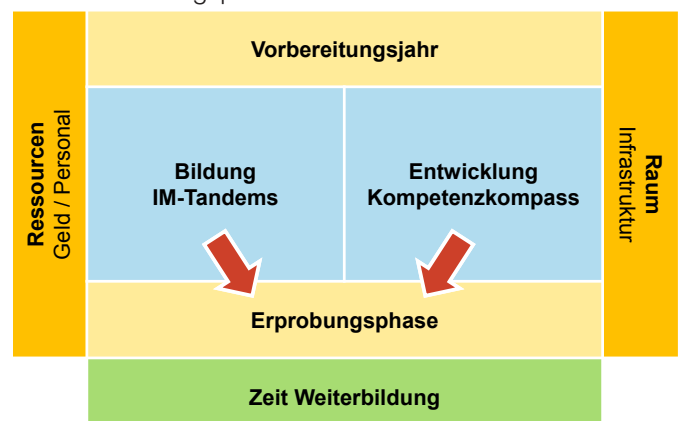 Vorbereitungsjahr
Ressourcen
Geld / Personal
Bildung
IM-Tandems
Entwicklung
Kompetenzkompass
Raum
Infrastruktur
Erprobungsphase
Zeit Weiterbildung